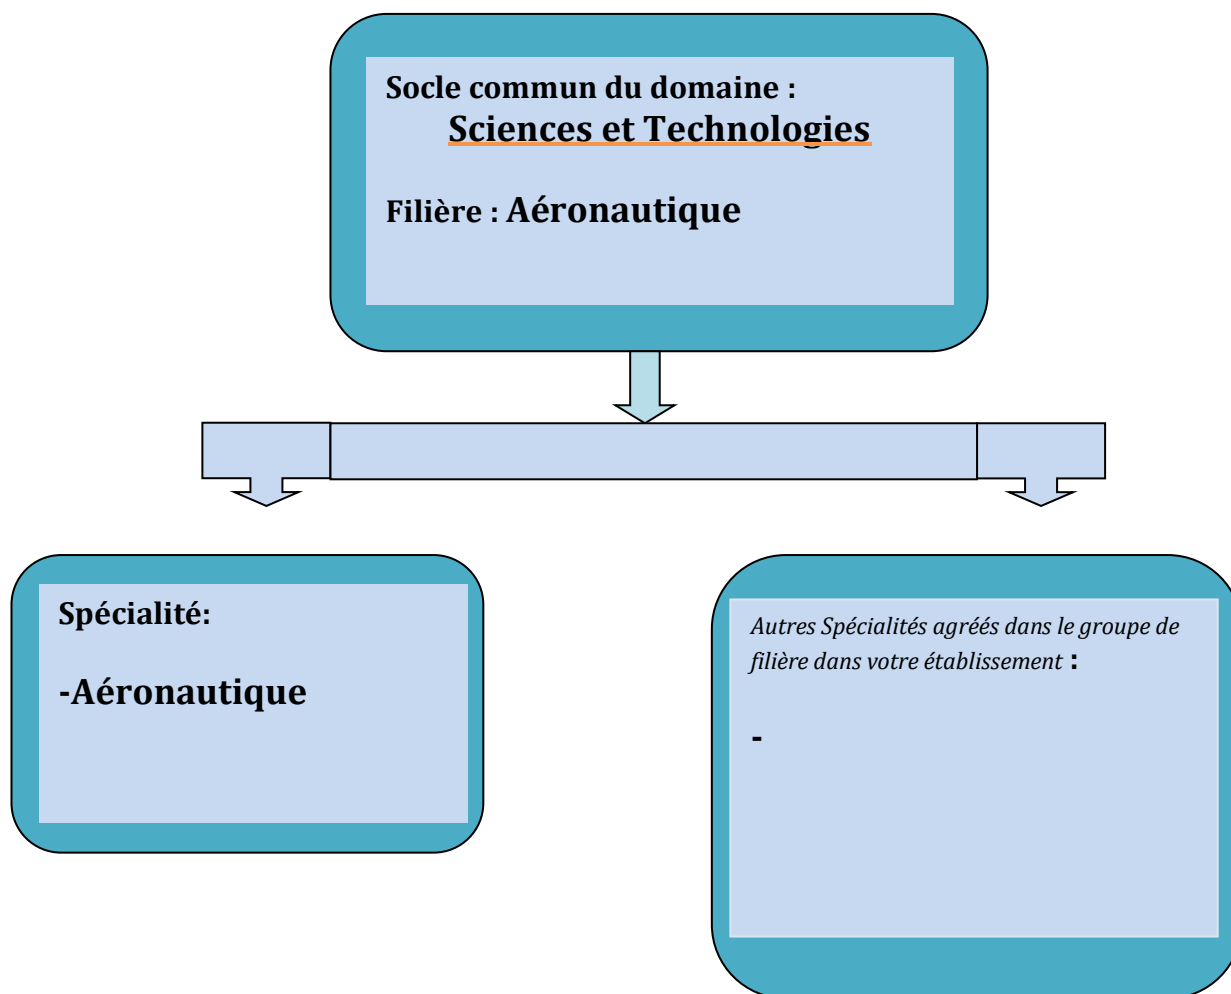 Socle commun du domaine :
Sciences et Technologies
Filière : Aéronautique
Spécialité:
-Aéronautique
Autres Spécialités agréés dans le groupe de
filière dans votre établissement :
-